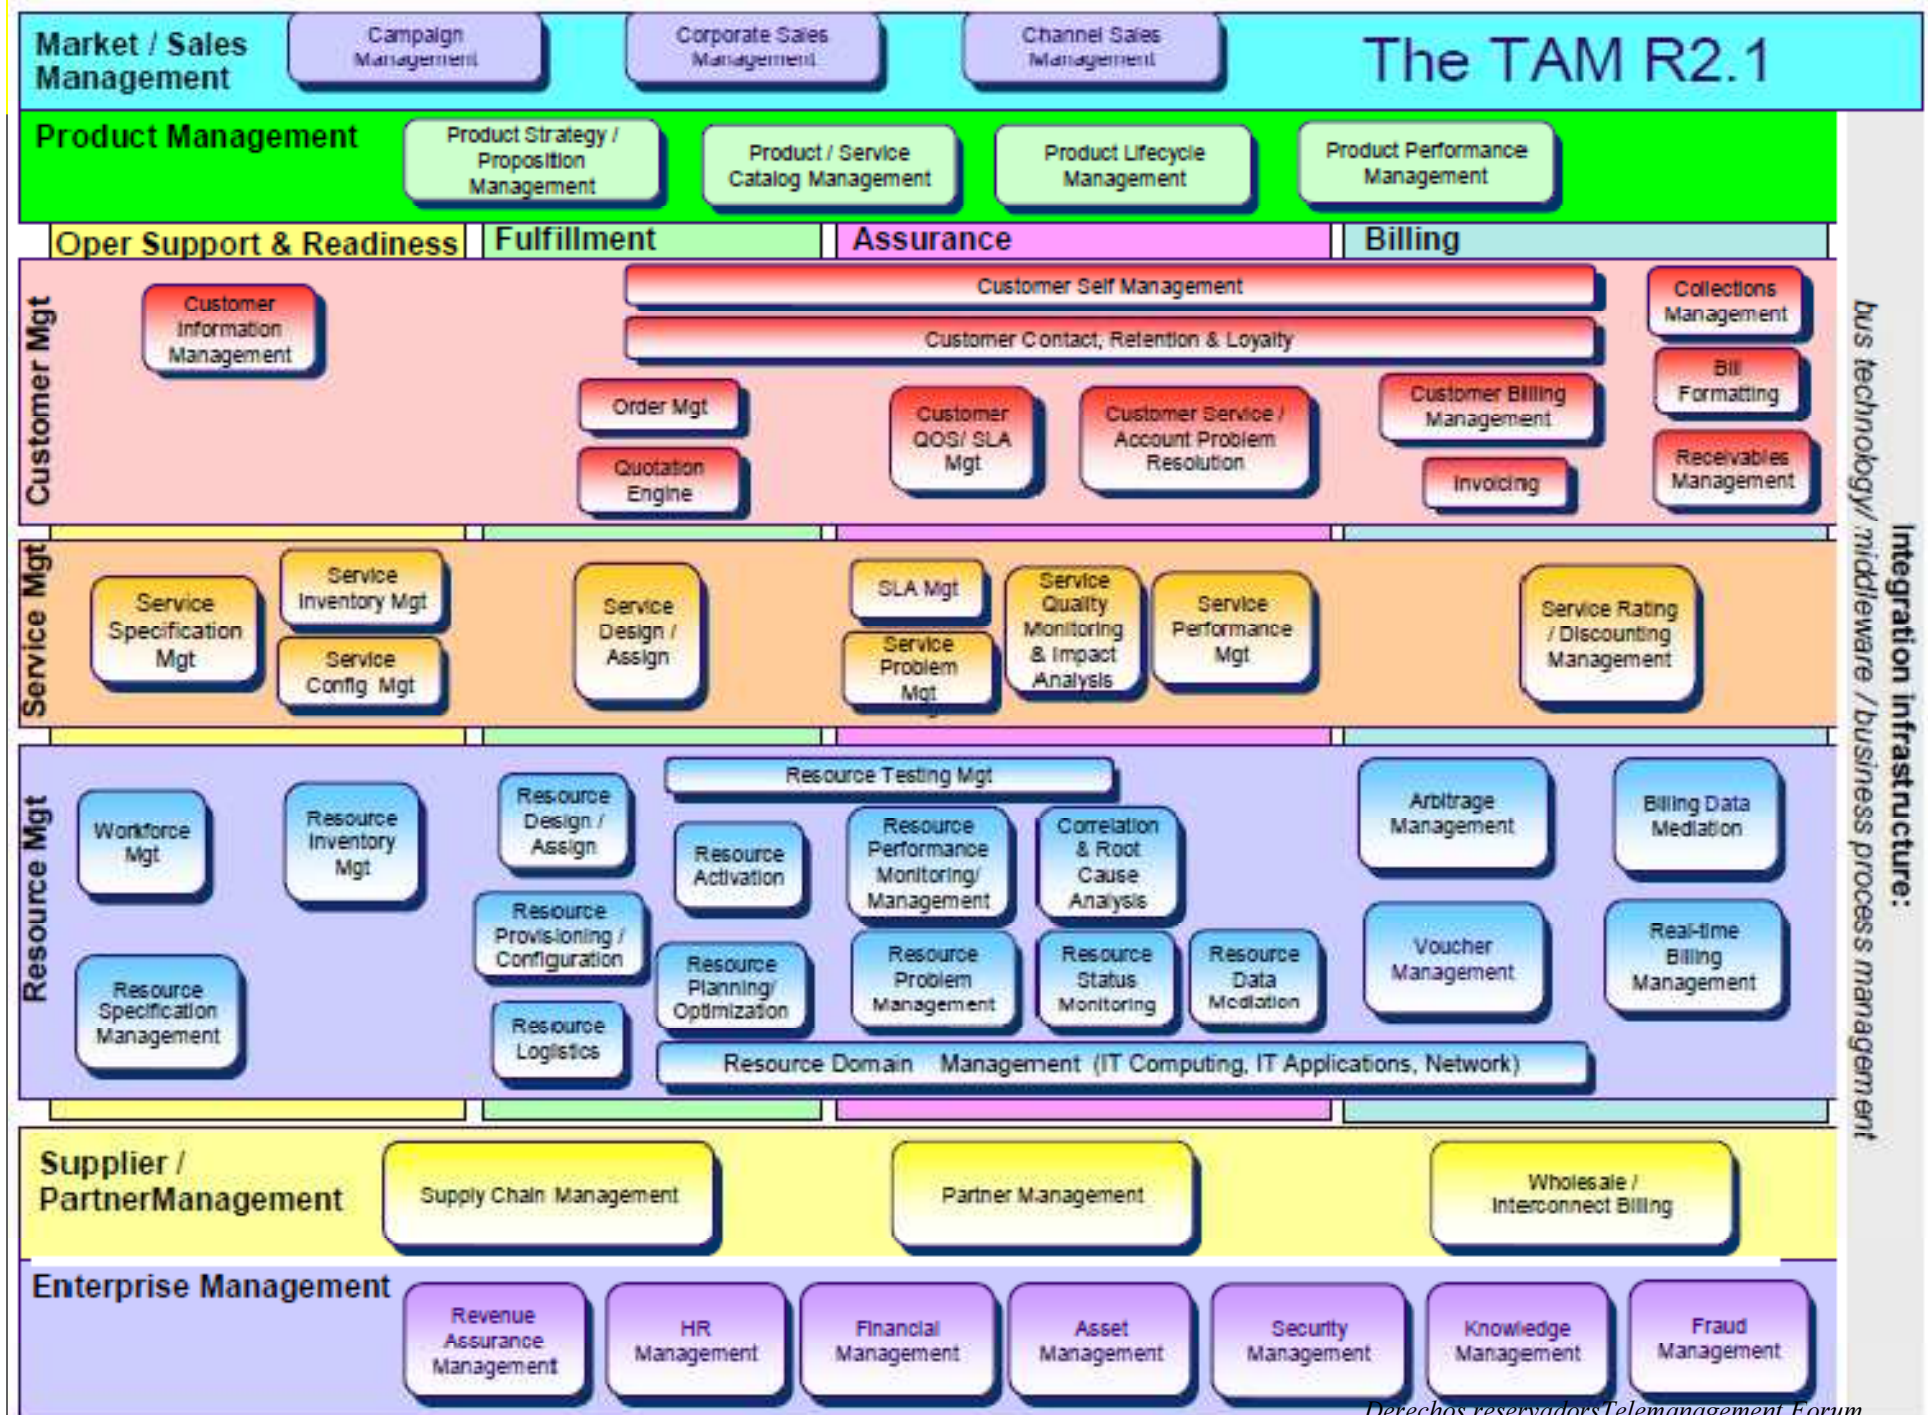 Market / Sales
Management
Campaign
Management
Corporate Sales
Management
Channel Sales
Management
The TAM R2.1
Product Management
Product Strategy /
Proposition
Management
Product / Service
Catalog Management
Product Lifecycle
Management
Product Performance
Management
Oper Support & Readiness
Fulfillment
Assurance
Billing
Customer Mgt
Customer
Information
Management
Customer Self Management
Customer Contact, Retention & Loyalty
Order Mgt
Quotation
Engine
Customer
QOS/ SLA
Mgt
Customer Service /
Account Problem
Resolution
Customer Billing
Management
Invoicing
Collections
Management
Bill
Formatting
Receivables
Management
Service Mgt
Service
Specification
Mgt
Service
Inventory Mgt
Service
Config Mgt
Service
Design /
Assign
SLA Mgt
Service
Problem
Mgt
Service
Quality
Monitoring
& Impact
Analysis
Service
Performance
Mgt
Service Rating
/ Discounting
Management
Resource Mgt
Workforce
Mgt
Resource
Inventory
Mgt
Resource
Specification
Management
Resource
Design /
Assign
Resource Testing Mgt
Resource
Activation
Resource
Provisioning /
Configuration
Resource
Planning/
Optimization
Resource
Logistics
Resource
Performance
Monitoring/
Management
Correlation
& Root
Cause
Analysis
Resource
Problem
Management
Resource
Status
Monitoring
Resource
Data
Mediation
Resource Domain Management (IT Computing, IT Applications, Network)
Arbitrage
Management
Billing Data
Mediation
Voucher
Management
Real-time
Billing
Management
Supplier /
PartnerManagement
Supply Chain Management
Partner Management
Wholesale /
Interconnect Billing
Enterprise Management
Revenue
Assurance
Management
HR
Management
Financial
Management
Asset
Management
Security
Management
Knowledge
Management
Fraud
Management
Integration infrastructure:
bus technology/ middleware / business process management
Derechos reservadorsTelemanagement Forum